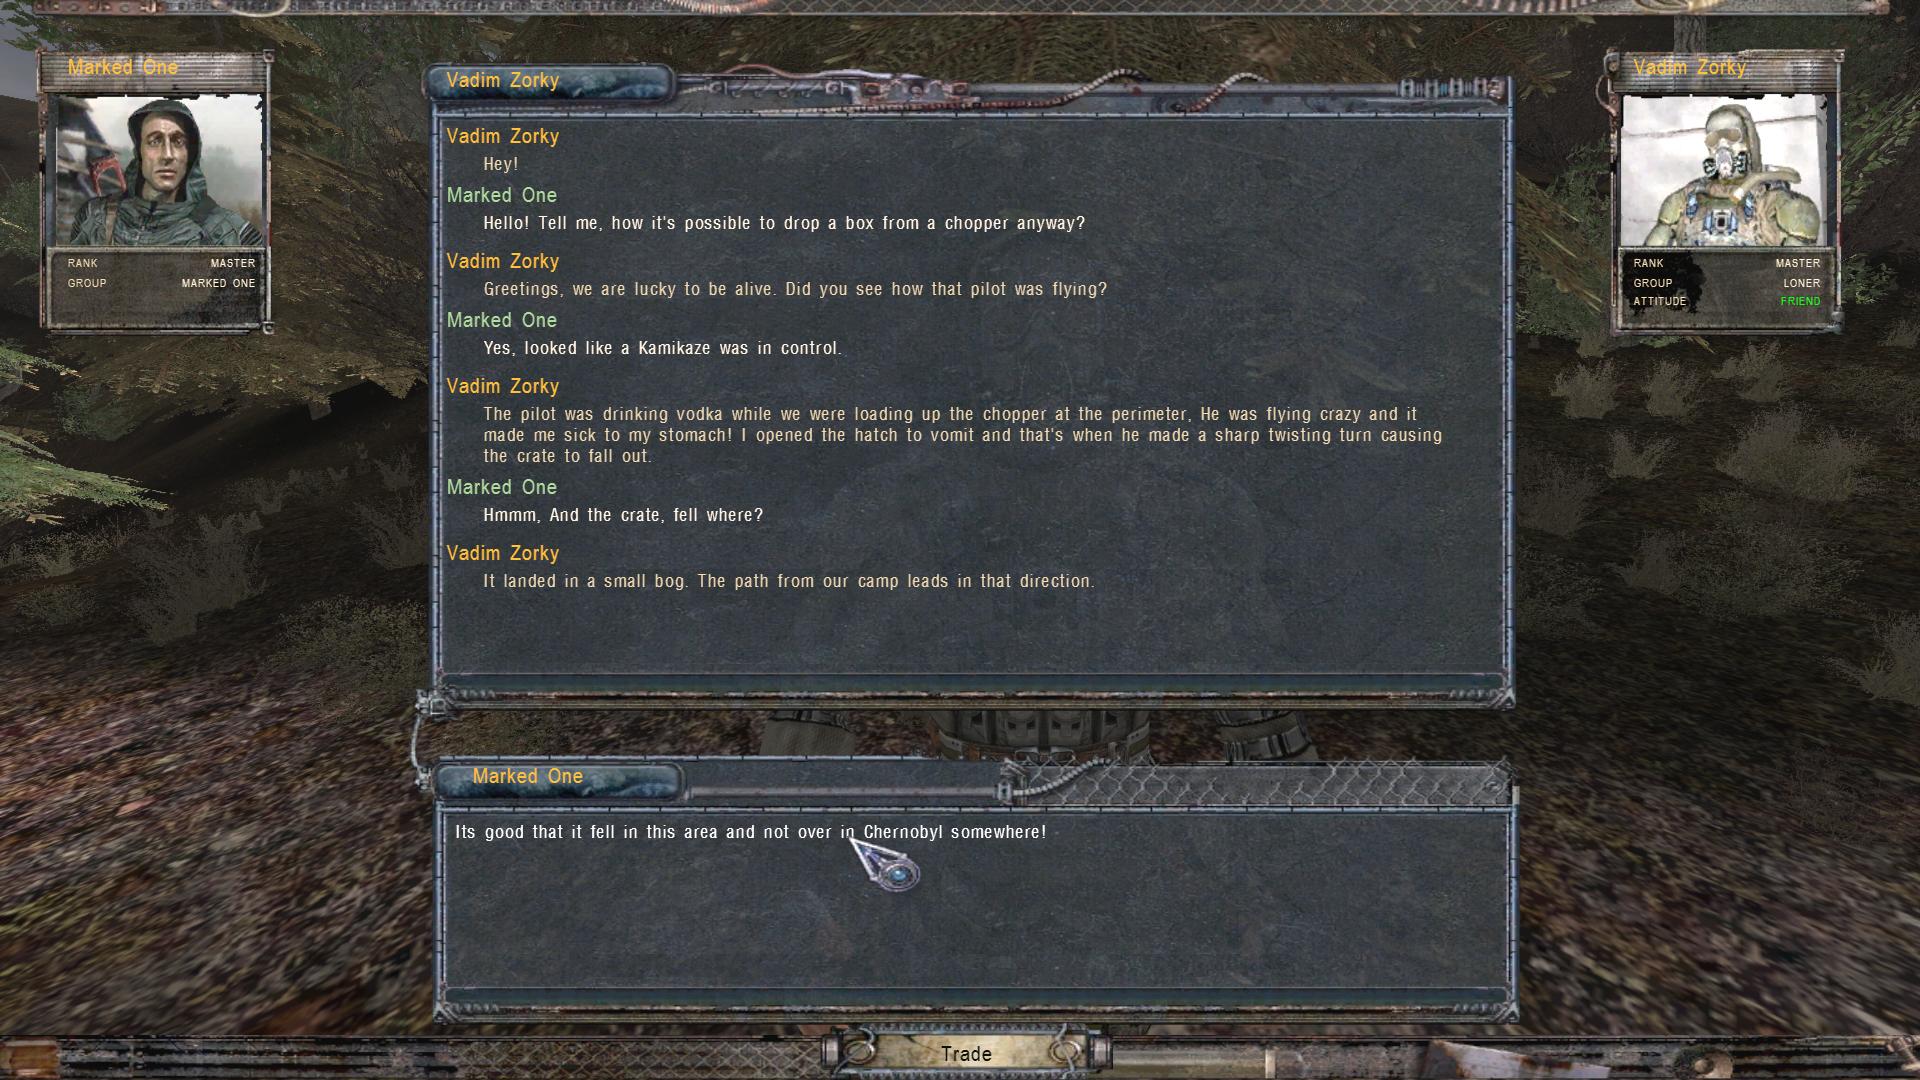 Marked One
RANK MASTER
GROUP MARKED ONE
Vadim Zorky
Vadim Zorky
Hey!
Marked One
Hello! Tell me, how it's possible to drop a box from a chopper anyway?
Vadim Zorky
Greetings, we are lucky to be alive. Did you see how that pilot was flying?
Marked One
Yes, looked like a Kamikaze was in control.
Vadim Zorky
The pilot was drinking vodka while we were loading up the chopper at the perimeter, He was flying crazy and it
made me sick to my stomach! I opened the hatch to vomit and that's when he made a sharp twisting turn causing
the crate to fall out.
Marked One
Hmmm, And the crate, fell where?
Vadim Zorky
It landed in a small bog. The path from our camp leads in that direction.
Vadim Zorky
RANK MASTER
GROUP LONER
ATTITUDE FRIEND
Marked One
Its good that it fell in this area and not over in Chernobyl somewhere!
Trade